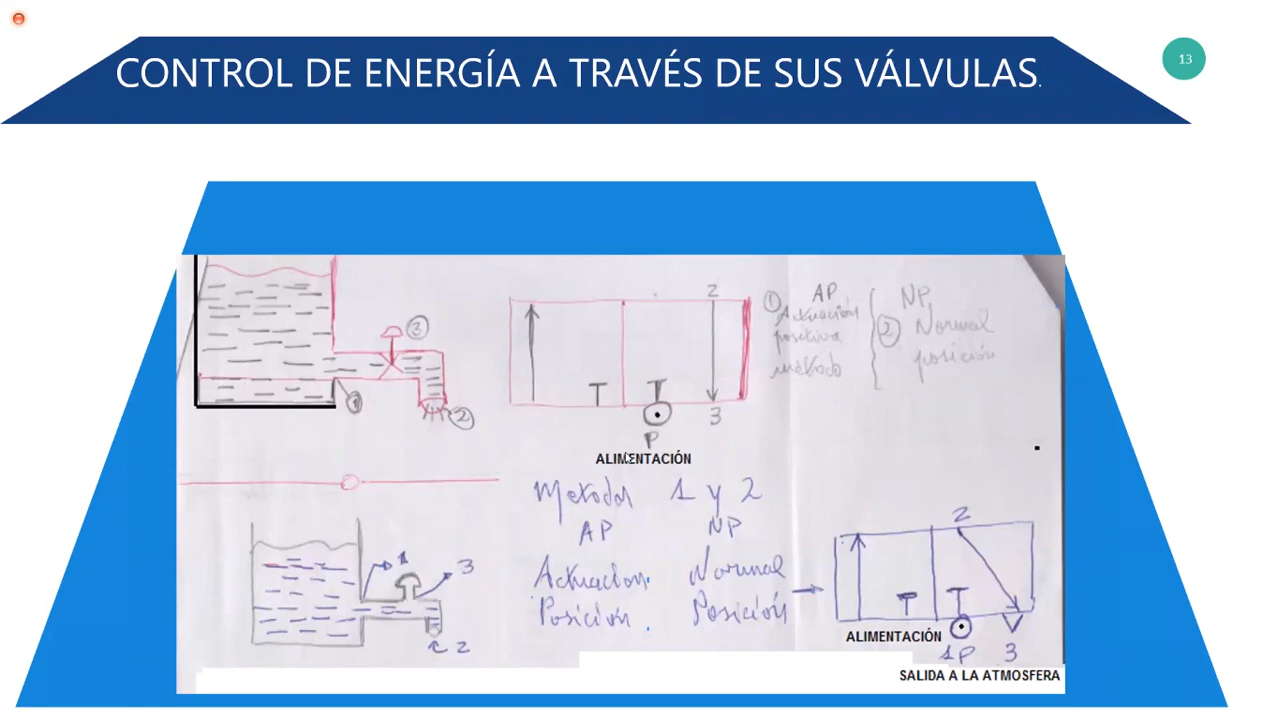 CONTROL DE ENERGÍA A TRAVÉS DE SUS VÁLVULAS.
13
3
1
2
2
T
T
3
P
ALIMENTACIÓN
1 AP
Actuación
positiva
método
NP
2 Normal
posición
Metodos 1 y 2
AP NP
Actuacion Normal
Posición Posición
1
3
2
2
T
T
ALIMENTACIÓN
1P 3
SALIDA A LA ATMOSFERA